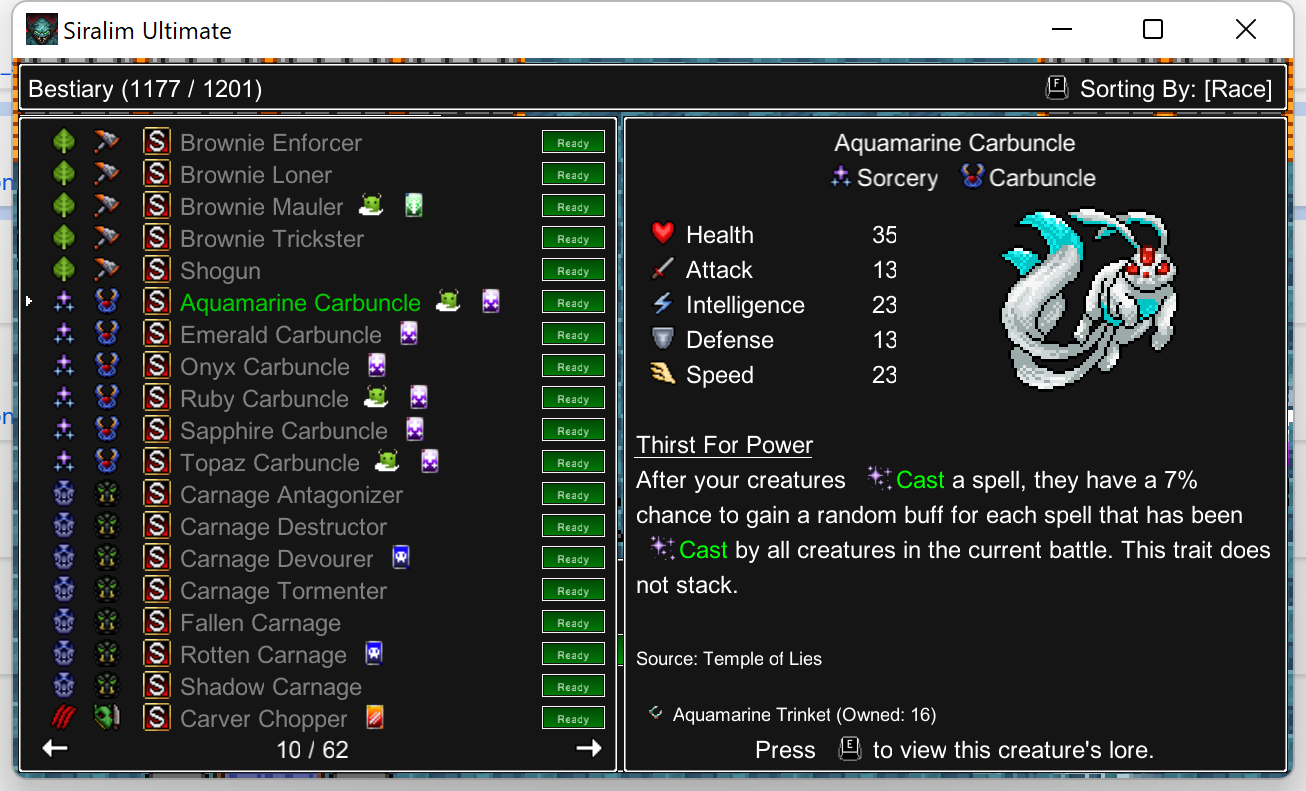 Siralim Ultimate
Bestiary (1177 / 1201)
F Sorting By: [Race]
S Brownie Enforcer Ready
S Brownie Loner Ready
S Brownie Mauler Ready
S Brownie Trickster Ready
S Shogun Ready
S Aquamarine Carbuncle Ready
S Emerald Carbuncle Ready
S Onyx Carbuncle Ready
S Ruby Carbuncle Ready
S Sapphire Carbuncle Ready
S Topaz Carbuncle Ready
S Carnage Antagonizer Ready
S Carnage Destructor Ready
S Carnage Devourer Ready
S Carnage Tormenter Ready
S Fallen Carnage Ready
S Rotten Carnage Ready
S Shadow Carnage Ready
S Carver Chopper Ready
10 / 62
Aquamarine Carbuncle
Sorcery Carbuncle
Health 35
Attack 13
Intelligence 23
Defense 13
Speed 23
Thirst For Power
After your creatures Cast a spell, they have a 7%
chance to gain a random buff for each spell that has been
Cast by all creatures in the current battle. This trait does
not stack.
Source: Temple of Lies
Aquamarine Trinket (Owned: 16)
Press E to view this creature's lore.